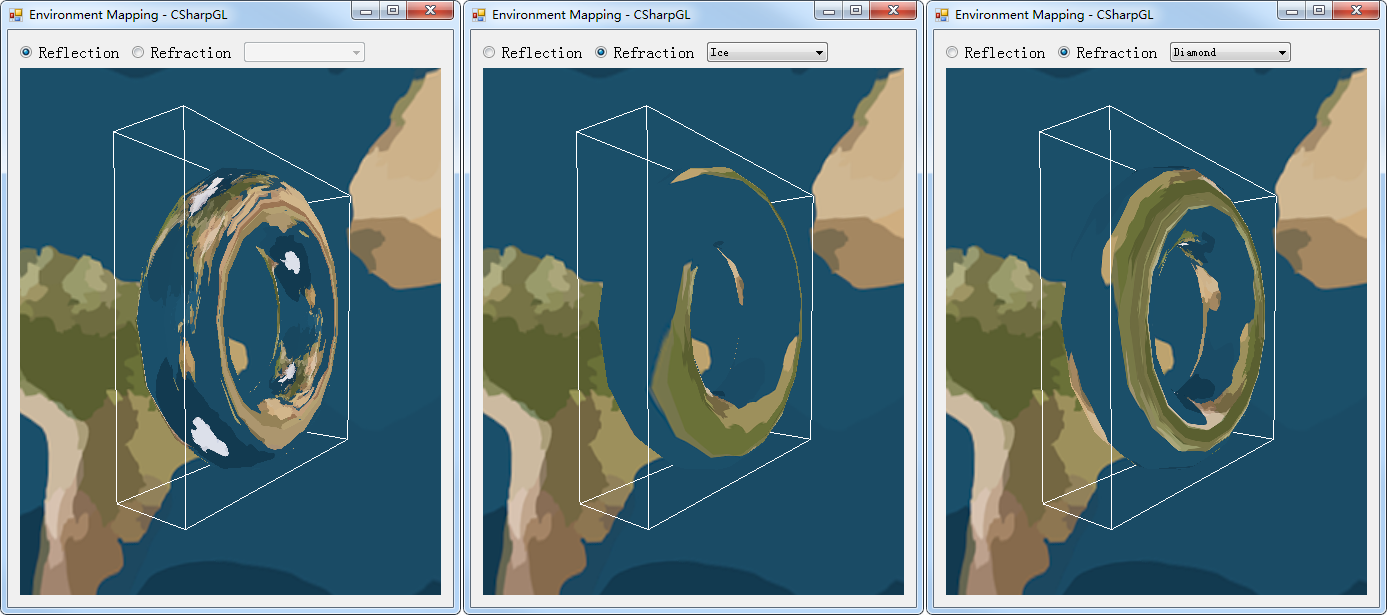 Environment Mapping - CSharpGL
Reflection Refraction
Environment Mapping - CSharpGL
Reflection Refraction Ice
Environment Mapping - CSharpGL
Reflection Refraction Diamond